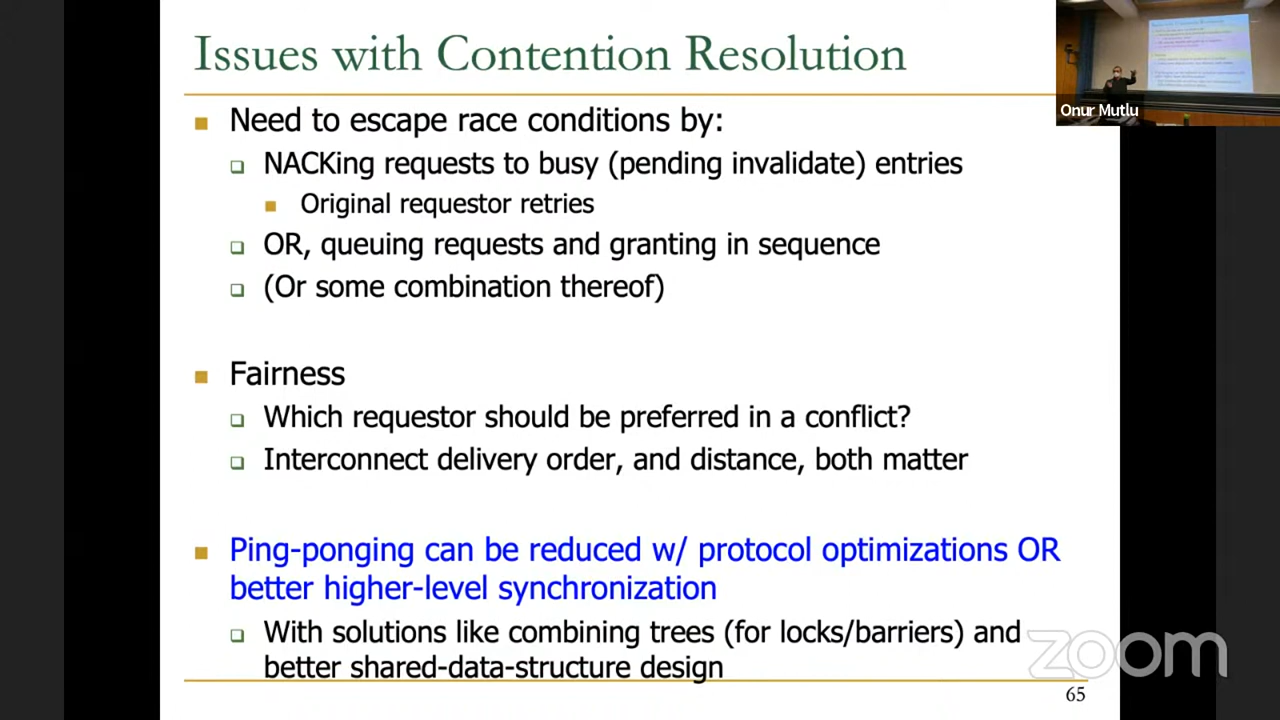 Issues with Contention Resolution
Need to escape race conditions by:
NACKing requests to busy (pending invalidate) entries
Original requestor retries
OR, queuing requests and granting in sequence
(Or some combination thereof)
Fairness
Which requestor should be preferred in a conflict?
Interconnect delivery order, and distance, both matter
Ping-ponging can be reduced w/ protocol optimizations OR
better higher-level synchronization
With solutions like combining trees (for locks/barriers) and
better shared-data-structure design
65
Onur Mutlu
zoom